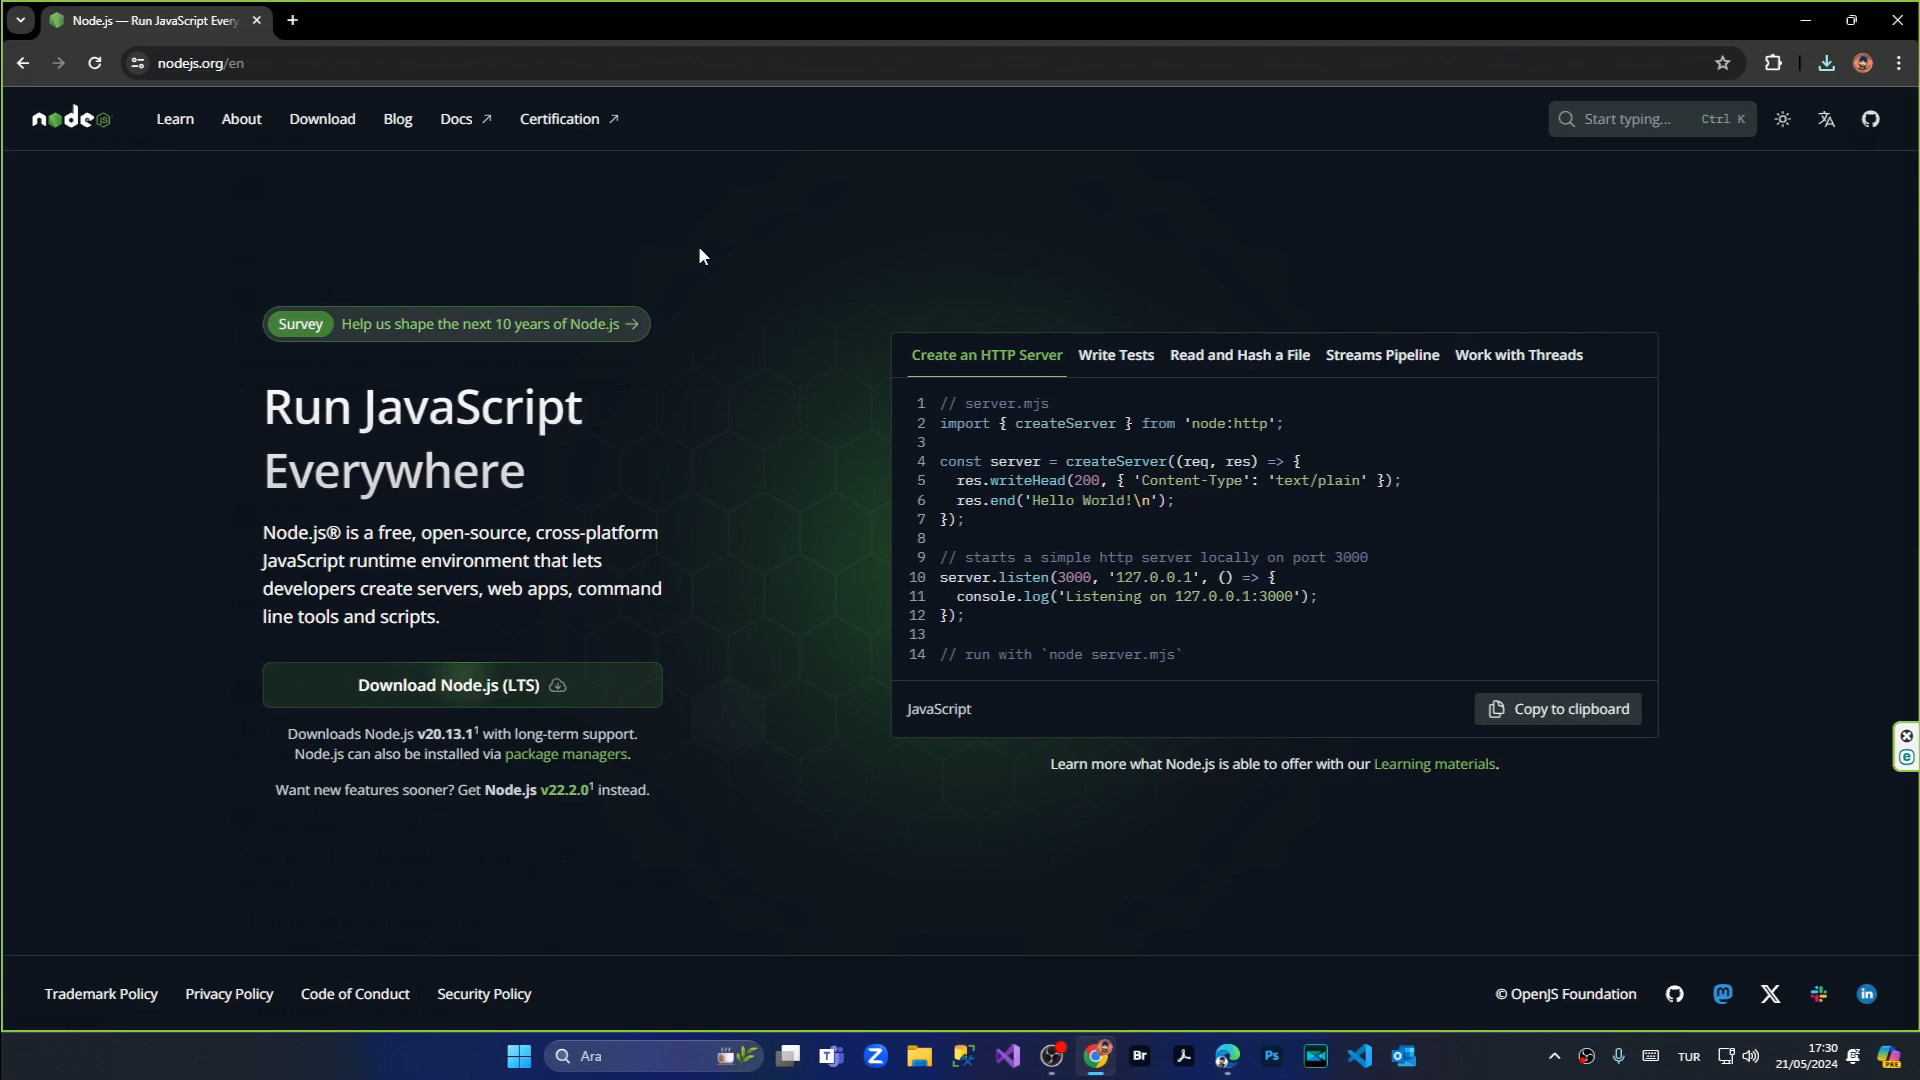 Node.js — Run JavaScript Every
nodejs.org/en
node JS
Learn About Download Blog Docs Certification
Start typing... Ctrl K
Survey Help us shape the next 10 years of Node.js →
Run JavaScript
Everywhere
Node.js® is a free, open-source, cross-platform
JavaScript runtime environment that lets
developers create servers, web apps, command
line tools and scripts.
Download Node.js (LTS)
Downloads Node.js v20.13.1¹ with long-term support.
Node.js can also be installed via package managers.
Want new features sooner? Get Node.js v22.2.0¹ instead.
Create an HTTP Server Write Tests Read and Hash a File Streams Pipeline Work with Threads
1 // server.mjs
2 import { createServer } from 'node:http';
3
4 const server = createServer((req, res) => {
5 res.writeHead(200, { 'Content-Type': 'text/plain' });
6 res.end('Hello World!\n');
7 });
8
9 // starts a simple http server locally on port 3000
10 server.listen(3000, '127.0.0.1', () => {
11 console.log('Listening on 127.0.0.1:3000');
12 });
13
14 // run with `node server.mjs`
JavaScript
Copy to clipboard
Learn more what Node.js is able to offer with our Learning materials.
Trademark Policy Privacy Policy Code of Conduct Security Policy
© OpenJS Foundation
Ara
Br
Ps
TUR
17:30
21/05/2024
PRE